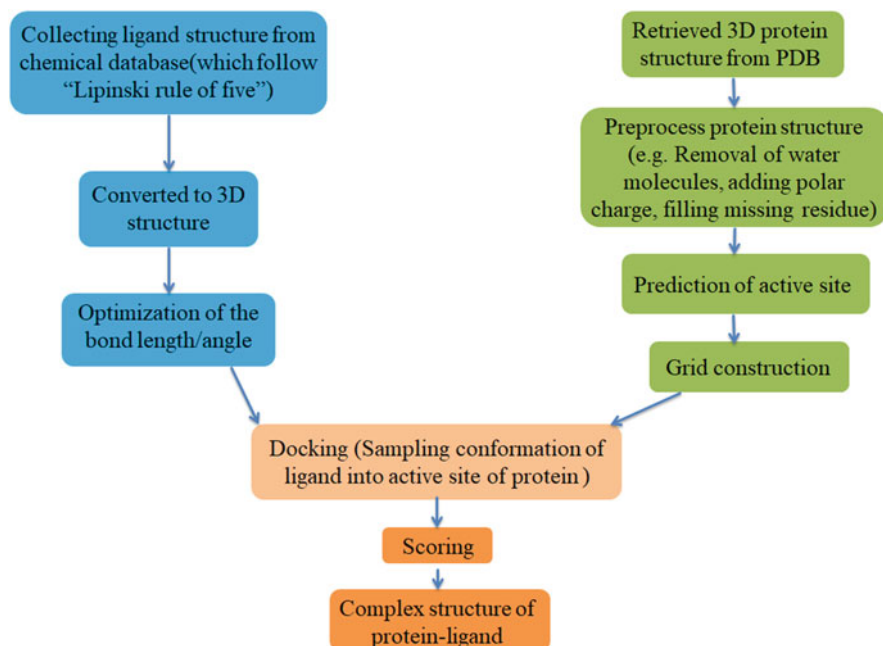 Collecting ligand structure from
chemical database(which follow
“Lipinski rule of five”)
Converted to 3D
structure
Optimization of the
bond length/angle
Retrieved 3D protein
structure from PDB
Preprocess protein structure
(e.g. Removal of water
molecules, adding polar
charge, filling missing residue)
Prediction of active site
Grid construction
Docking (Sampling conformation of
ligand into active site of protein )
Scoring
Complex structure of
protein-ligand